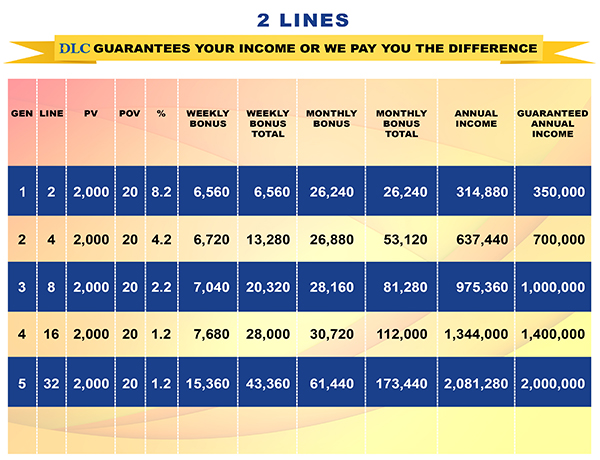 2 LINES
DLC GUARANTEES YOUR INCOME OR WE PAY YOU THE DIFFERENCE
GEN LINE PV POV % WEEKLY BONUS WEEKLY BONUS TOTAL MONTHLY BONUS MONTHLY BONUS TOTAL ANNUAL INCOME GUARANTEED ANNUAL INCOME
1 2 2,000 20 8.2 6,560 6,560 26,240 26,240 314,880 350,000
2 4 2,000 20 4.2 6,720 13,280 26,880 53,120 637,440 700,000
3 8 2,000 20 2.2 7,040 20,320 28,160 81,280 975,360 1,000,000
4 16 2,000 20 1.2 7,680 28,000 30,720 112,000 1,344,000 1,400,000
5 32 2,000 20 1.2 15,360 43,360 61,440 173,440 2,081,280 2,000,000